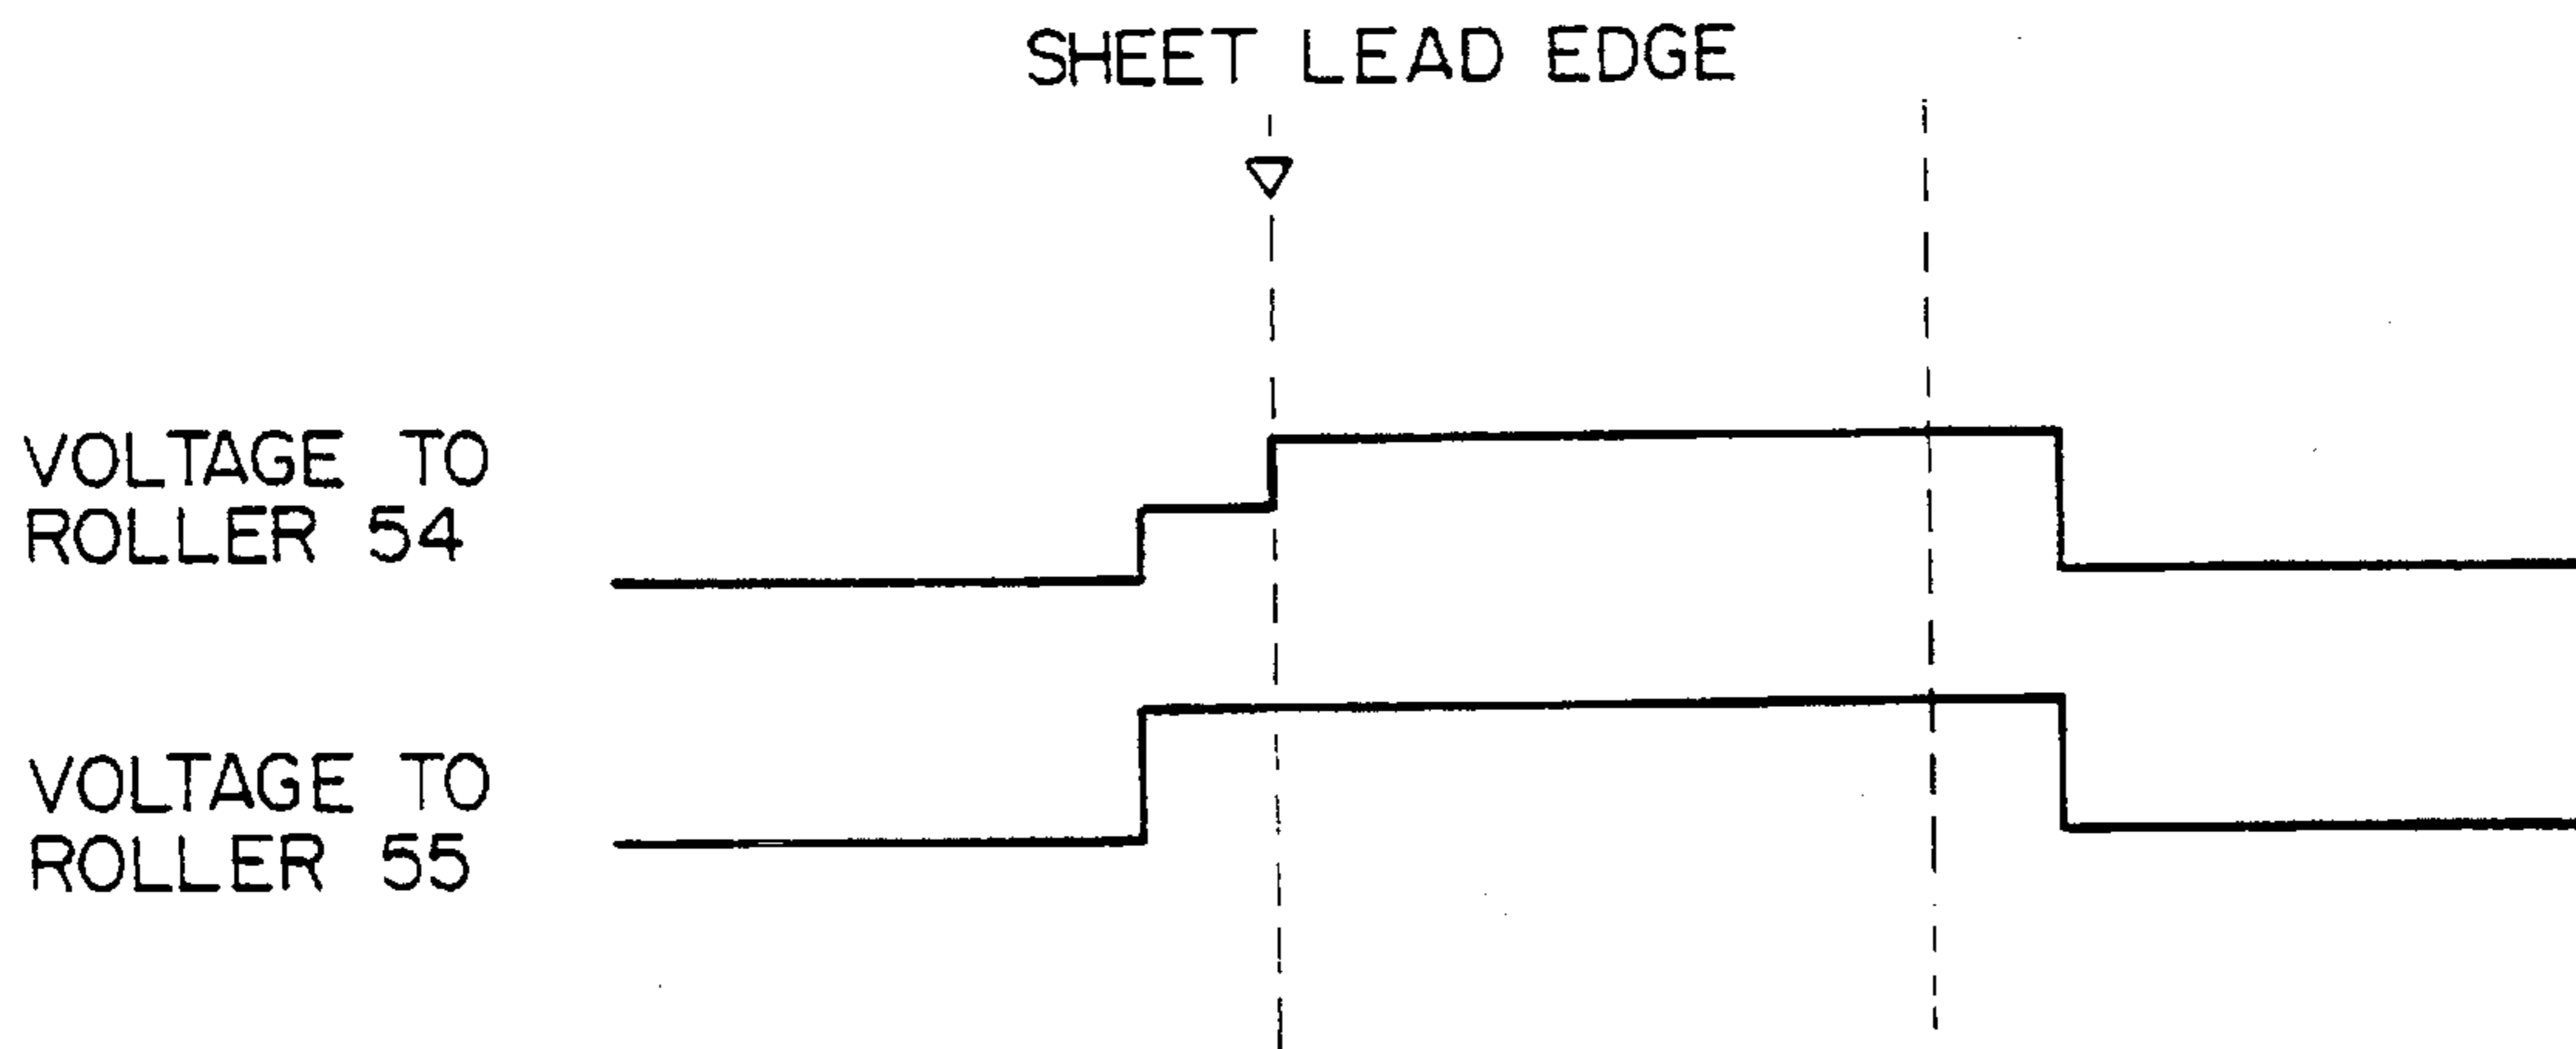 SHEET LEAD EDGE
VOLTAGE TO
ROLLER 54
VOLTAGE TO
ROLLER 55